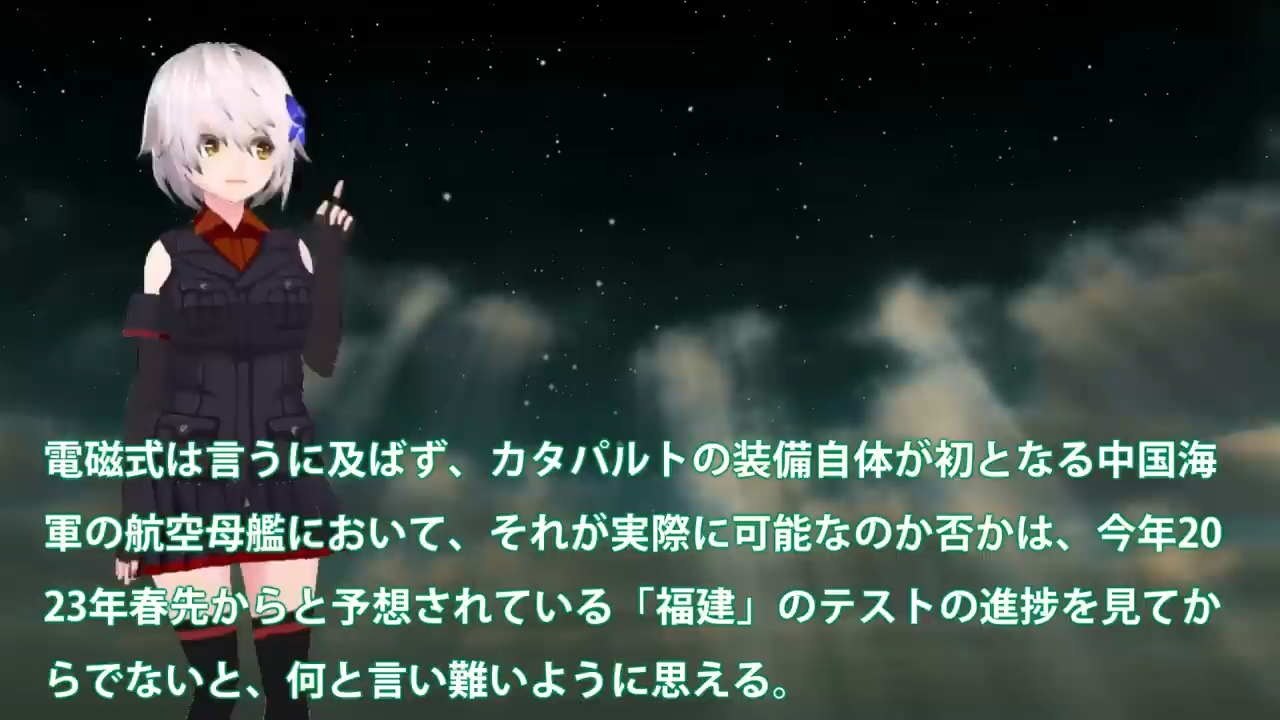 電磁式は言うに及ばず、カタパルトの装備自体が初となる中国海
軍の航空母艦において、それが実際に可能なのか否かは、今年20
23年春先からと予想されている「福建」のテストの進捗を見てか
らでないと、何と言い難いように思える。